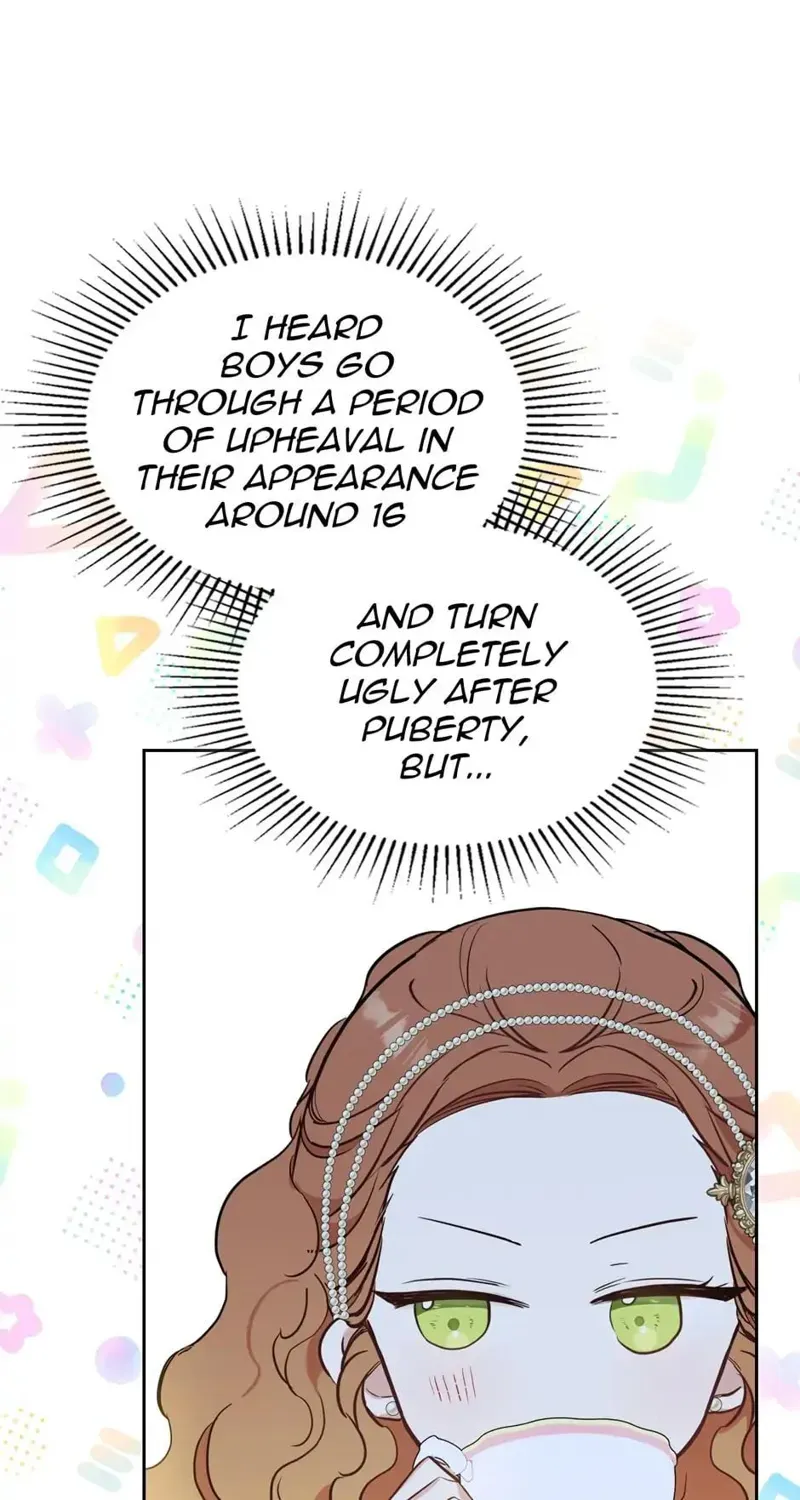 I HEARD
BOYS GO
THROUGH A PERIOD
OF UPHEAVAL IN
THEIR APPEARANCE
AROUND 16
AND TURN
COMPLETELY
UGLY AFTER
PUBERTY,
BUT...